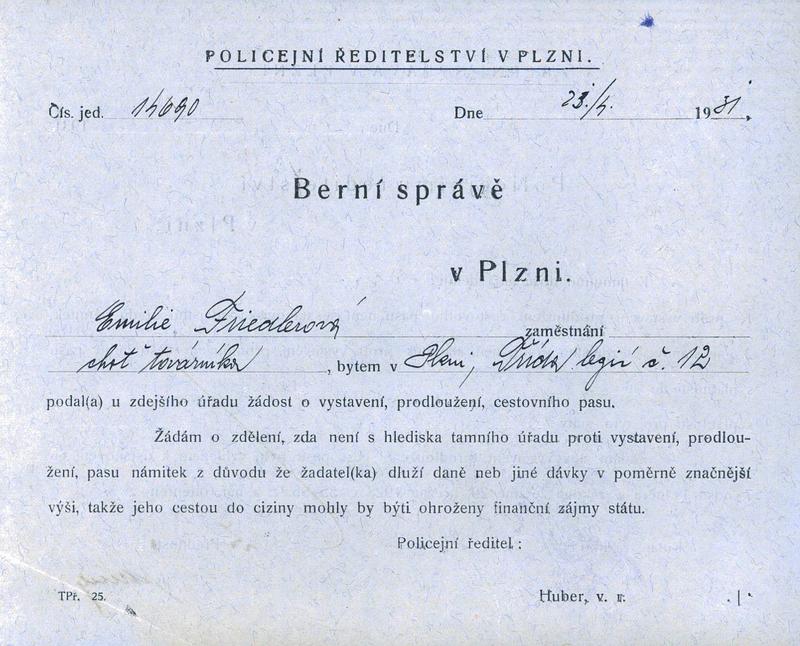 POLICEJNÍ ŘEDITELSTVÍ V PLZNI.
Čís. jed. 14690 Dne 23./4. 1931.
Berní správě
v Plzni.
Emilie Friedlerová zaměstnání
choť továrníka, bytem v Plzni, Třída legií č. 12
podal(a) u zdejšího úřadu žádost o vystavení, prodloužení, cestovního pasu.
Žádám o zdělení, zda není s hlediska tamního úřadu proti vystavení, prodlou-
žení, pasu námitek z důvodu že žadatel(ka) dluží daně neb jiné dávky v poměrně značnější
výši, takže jeho cestou do ciziny mohly by býti ohroženy finanční zájmy státu.
Policejní ředitel:
TPř. 25. Huber, v. r.